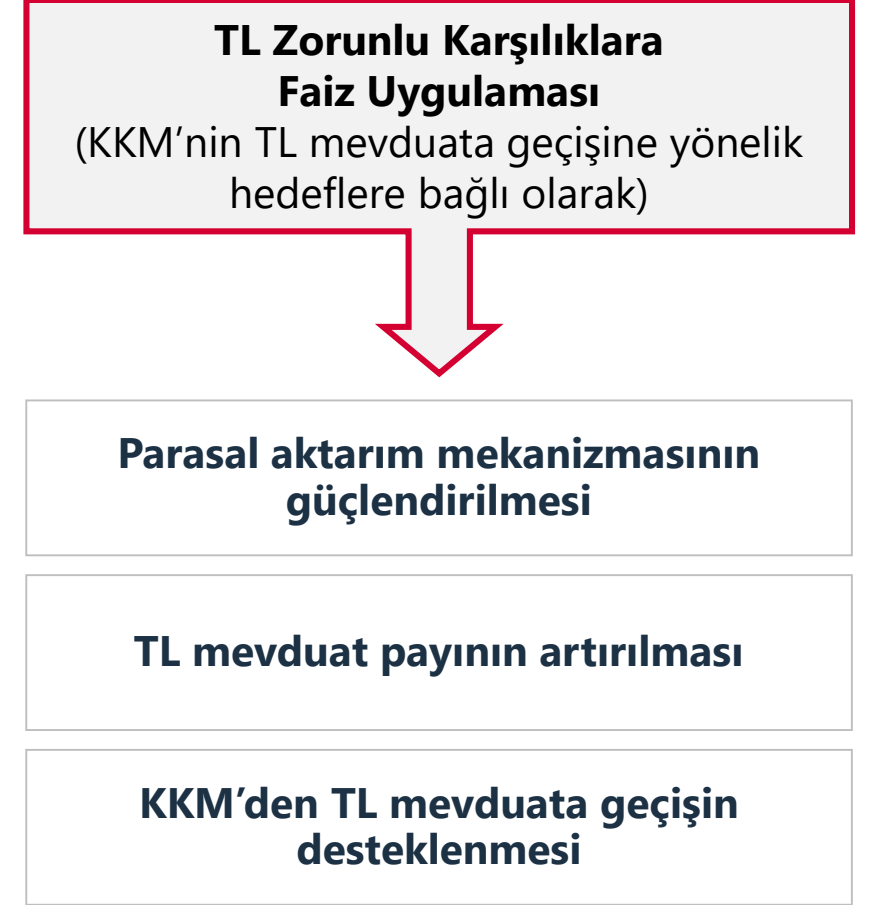 TL Zorunlu Karşılıklara
Faiz Uygulaması
(KKM’nin TL mevduata geçişine yönelik
hedeflere bağlı olarak)
Parasal aktarım mekanizmasının
güçlendirilmesi
TL mevduat payının artırılması
KKM’den TL mevduata geçişin
desteklenmesi